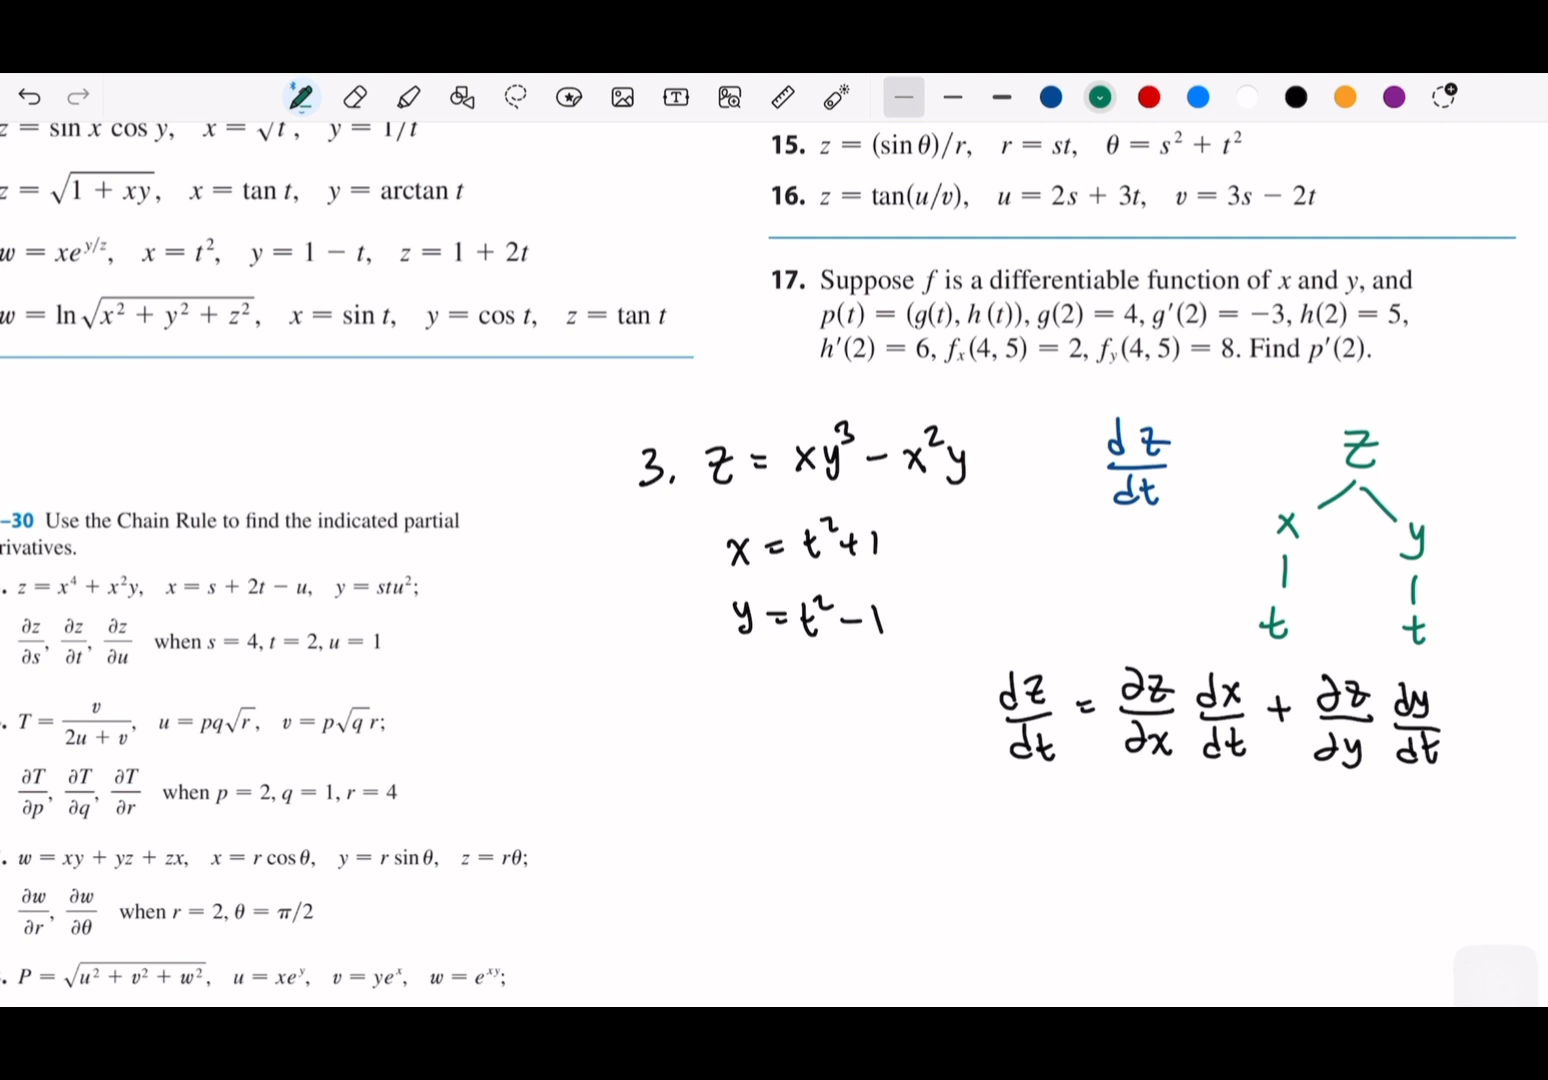 z = sin x cos y, x = √t, y = 1/t
z = √(1 + xy), x = tan t, y = arctan t
w = xe^(y/z), x = t², y = 1 − t, z = 1 + 2t
w = ln √(x² + y² + z²), x = sin t, y = cos t, z = tan t
–30 Use the Chain Rule to find the indicated partial
rivatives.
. z = x⁴ + x²y, x = s + 2t − u, y = stu²;
∂z/∂s, ∂z/∂t, ∂z/∂u when s = 4, t = 2, u = 1
. T = v/(2u + v), u = pq√r, v = p√q r;
∂T/∂p, ∂T/∂q, ∂T/∂r when p = 2, q = 1, r = 4
. w = xy + yz + zx, x = r cos θ, y = r sin θ, z = rθ;
∂w/∂r, ∂w/∂θ when r = 2, θ = π/2
. P = √(u² + v² + w²), u = xe^y, v = ye^x, w = e^(xy);
15. z = (sin θ)/r, r = st, θ = s² + t²
16. z = tan(u/v), u = 2s + 3t, v = 3s − 2t
17. Suppose f is a differentiable function of x and y, and
p(t) = (g(t), h (t)), g(2) = 4, g′(2) = −3, h(2) = 5,
h′(2) = 6, fₓ(4, 5) = 2, f_y(4, 5) = 8. Find p′(2).
3. z = xy³ − x²y
x = t² + 1
y = t² − 1
dz/dt
z
x y
t t
dz/dt = ∂z/∂x dx/dt + ∂z/∂y dy/dt